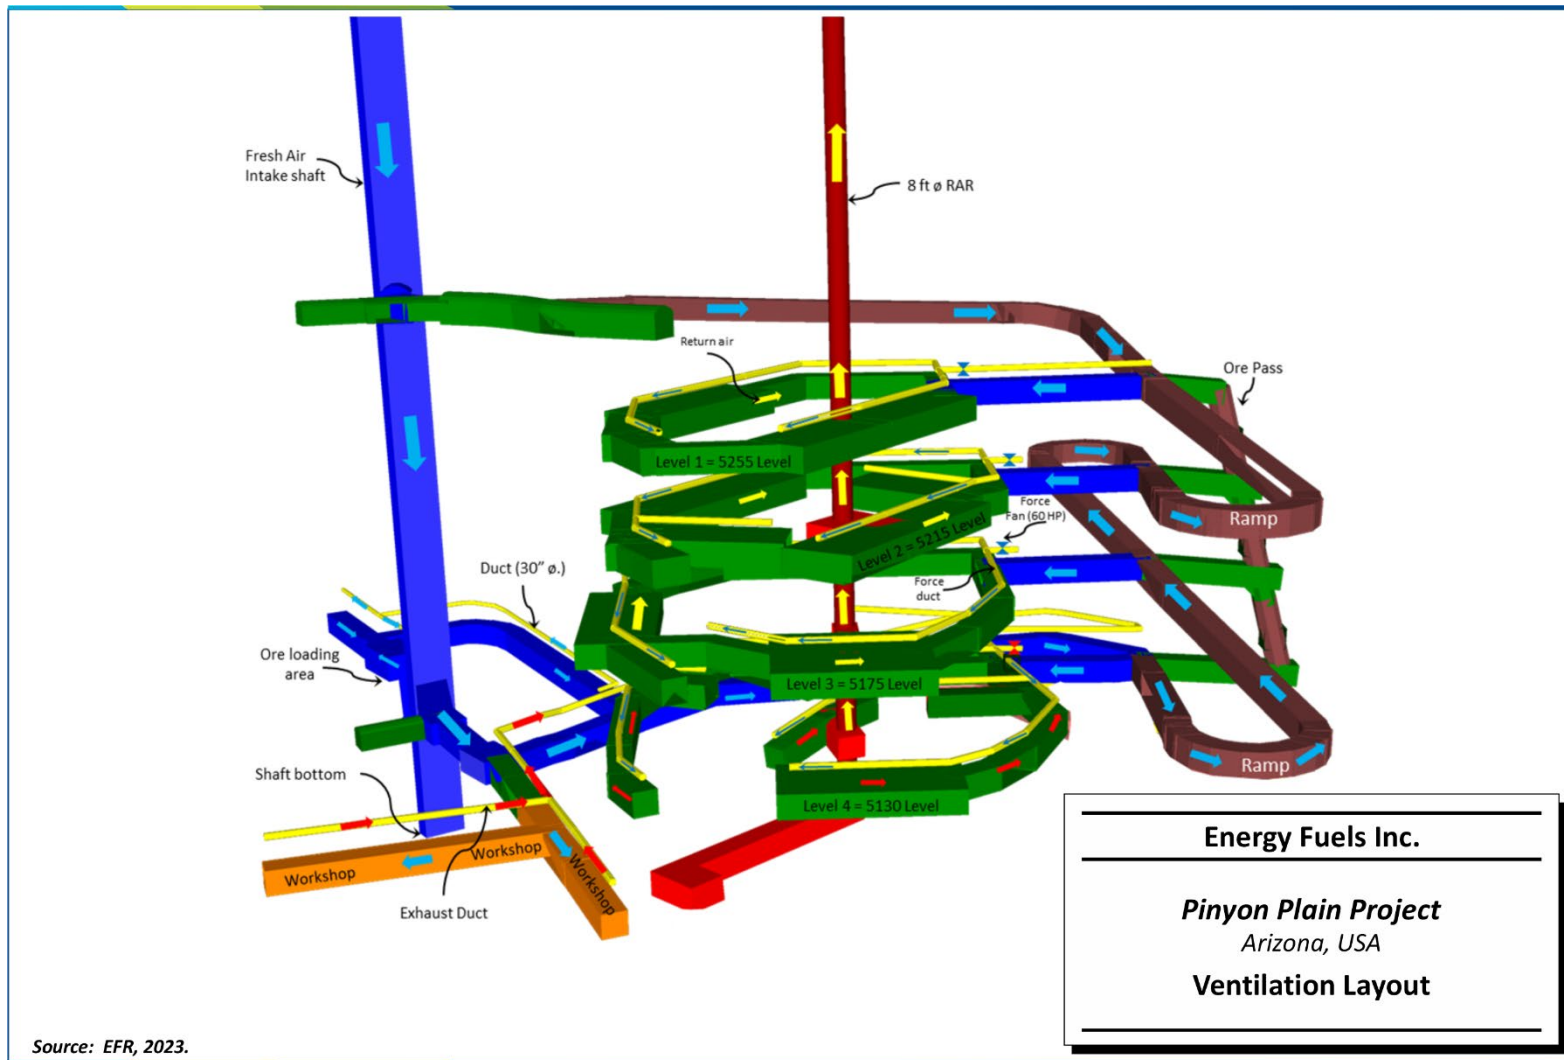 Fresh Air
Intake shaft
8 ft ø RAR
Return air
Ore Pass
Level 1 = 5255 Level
Force
Fan (60 HP)
Ramp
Level 2 = 5215 Level
Duct (30" ø.)
Force
duct
Ore loading
area
Level 3 = 5175 Level
Shaft bottom
Ramp
Level 4 = 5130 Level
Workshop
Workshop
Workshop
Exhaust Duct
Energy Fuels Inc.
Pinyon Plain Project
Arizona, USA
Ventilation Layout
Source: EFR, 2023.